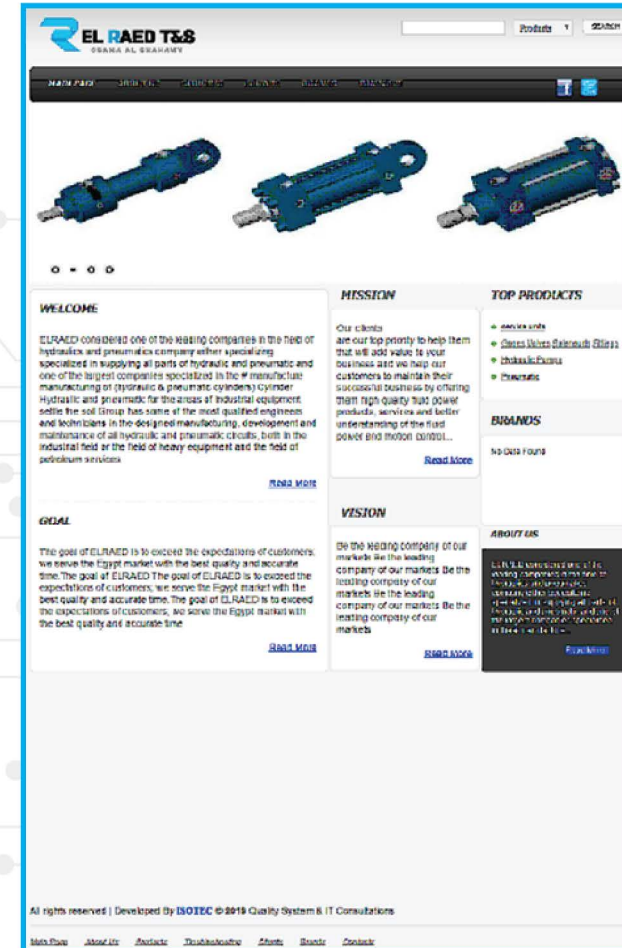 EL RAED T&S
Products
SEARCH
MAIN PAGE
WELCOME
ELRAED considered one of the leading companies in the field of
hydraulics and pneumatics company either specializing
specialized in supplying all parts of hydraulic and pneumatic and
one of the largest companies specialized in the # manufacture
manufacturing of (hydraulic & pneumatic cylinders) Cylinder
Hydraulic and pneumatic for the areas of industrial equipment
settle the soil Group has some of the most qualified engineers
and technicians in the designed manufacturing, development and
maintenance of all hydraulic and pneumatic circuits, both in the
industrial field or the field of heavy equipment and the field of
petroleum services
Read More
GOAL
The goal of ELRAED is to exceed the expectations of customers;
we serve the Egypt market with the best quality and accurate
time. The goal of ELRAED The goal of ELRAED is to exceed the
expectations of customers; we serve the Egypt market with the
best quality and accurate time. The goal of ELRAED is to exceed
the expectations of customers; we serve the Egypt market with
the best quality and accurate time
Read More
MISSION
Our clients
are our top priority to help them
that will add value to your
business and we help our
customers to maintain their
successful business by offering
them high quality fluid power
products, services and better
understanding of the fluid
power and motion control...
Read More
VISION
Be the leading company of our
markets Be the leading
company of our markets Be the
leading company of our
markets Be the leading
company of our markets Be the
leading company of our
markets
Read More
TOP PRODUCTS
service units
Hydraulic Pumps
Pneumatic
BRANDS
No Data Found
ABOUT US
Read More
All rights reserved | Developed By ISOTEC © 2019 Quality System & IT Consultations
Main Page About Us Products Troubleshooting Clients Brands Contacts